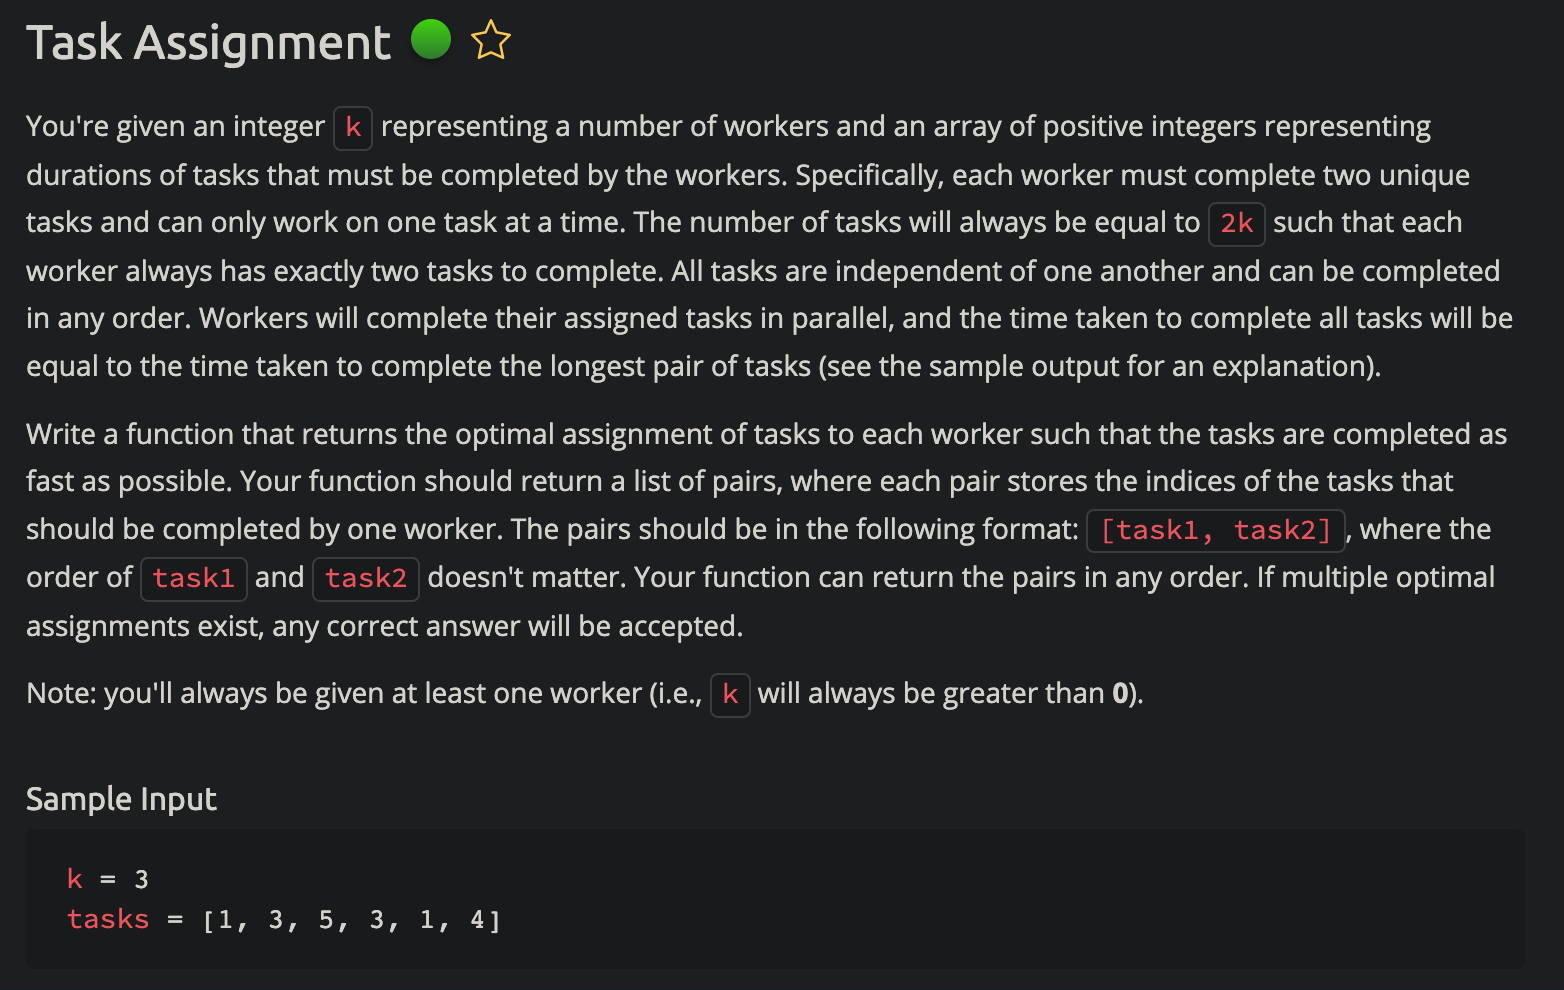 Task Assignment
You're given an integer k representing a number of workers and an array of positive integers representing
durations of tasks that must be completed by the workers. Specifically, each worker must complete two unique
tasks and can only work on one task at a time. The number of tasks will always be equal to 2k such that each
worker always has exactly two tasks to complete. All tasks are independent of one another and can be completed
in any order. Workers will complete their assigned tasks in parallel, and the time taken to complete all tasks will be
equal to the time taken to complete the longest pair of tasks (see the sample output for an explanation).
Write a function that returns the optimal assignment of tasks to each worker such that the tasks are completed as
fast as possible. Your function should return a list of pairs, where each pair stores the indices of the tasks that
should be completed by one worker. The pairs should be in the following format: [task1, task2], where the
order of task1 and task2 doesn't matter. Your function can return the pairs in any order. If multiple optimal
assignments exist, any correct answer will be accepted.
Note: you'll always be given at least one worker (i.e., k will always be greater than 0).
Sample Input
k = 3
tasks = [1, 3, 5, 3, 1, 4]